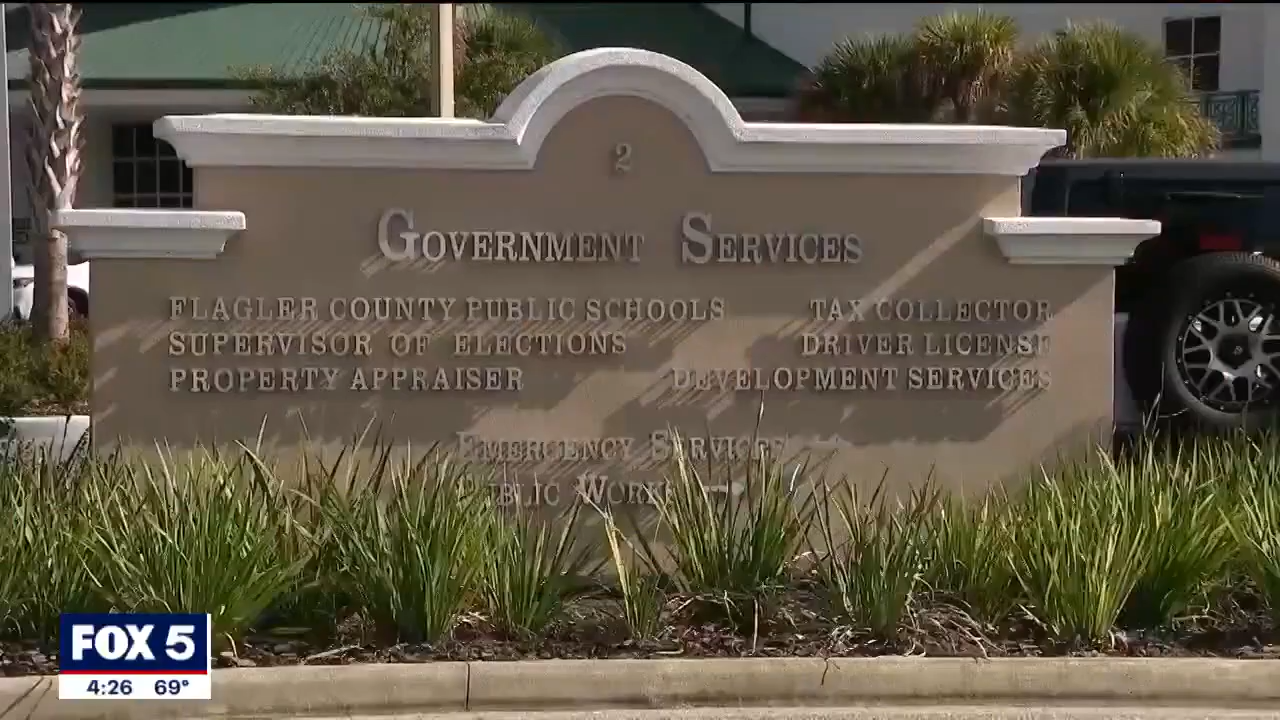 2
GOVERNMENT SERVICES
FLAGLER COUNTY PUBLIC SCHOOLS TAX COLLECTOR
SUPERVISOR OF ELECTIONS DRIVER LICENSE
PROPERTY APPRAISER DEVELOPMENT SERVICES
EMERGENCY SERVICES
PUBLIC WORKS
FOX 5
4:26 69°